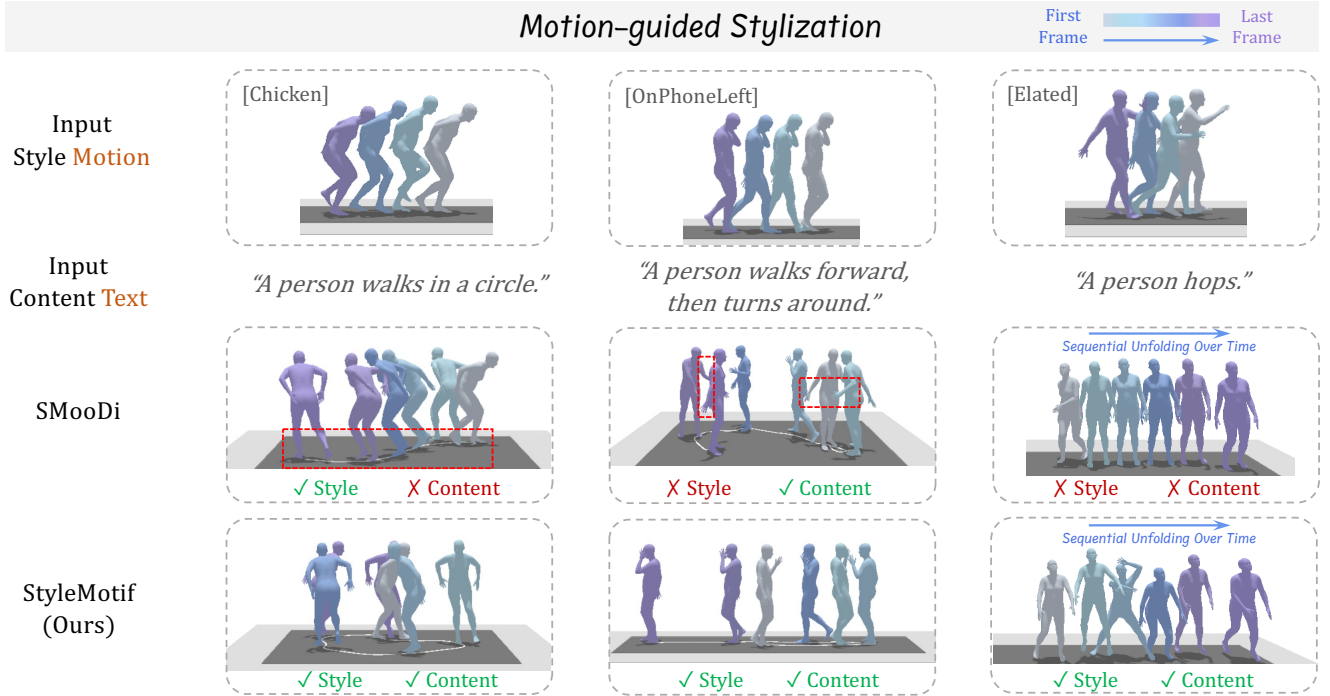 Motion-guided Stylization
First Last
Frame Frame
Input
Style Motion
[Chicken]
[OnPhoneLeft]
[Elated]
Input
Content Text
“A person walks in a circle.”
“A person walks forward,
then turns around.”
“A person hops.”
SMooDi
✓ Style ✗ Content
✗ Style ✓ Content
Sequential Unfolding Over Time
✗ Style ✗ Content
StyleMotif
(Ours)
✓ Style ✓ Content
✓ Style ✓ Content
Sequential Unfolding Over Time
✓ Style ✓ Content